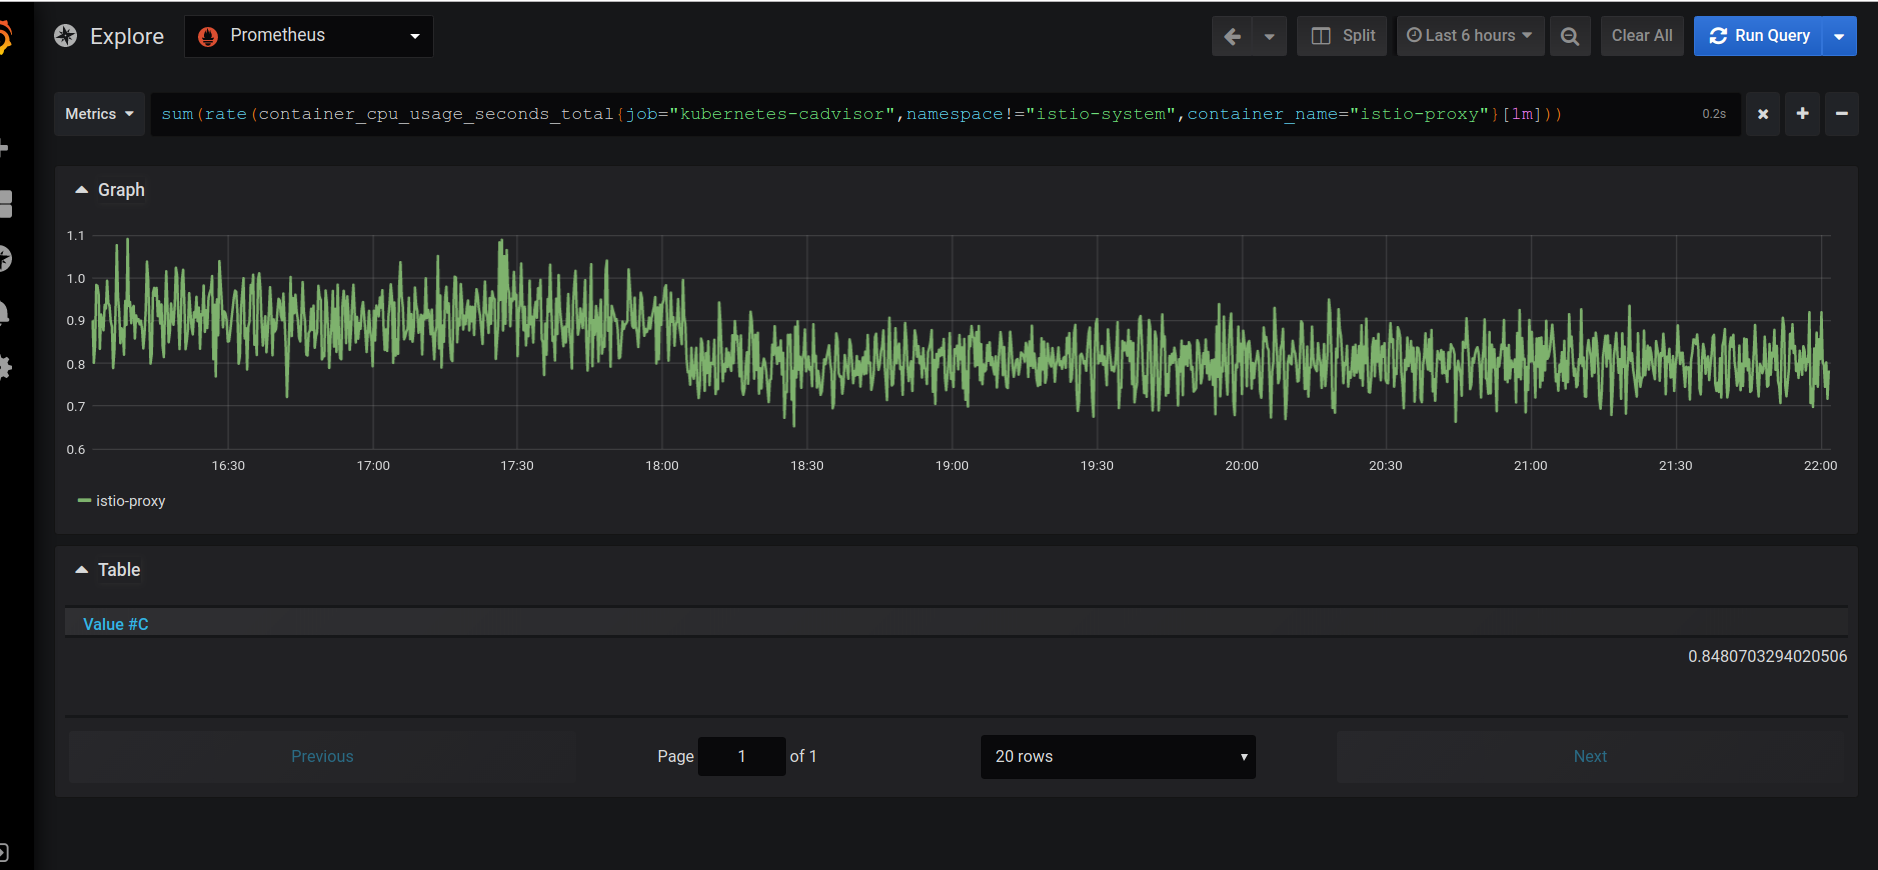 Explore Prometheus Split Last 6 hours Clear All Run Query
Metrics sum(rate(container_cpu_usage_seconds_total{job="kubernetes-cadvisor",namespace!="istio-system",container_name="istio-proxy"}[1m])) 0.2s
Graph
1.1
1.0
0.9
0.8
0.7
0.6
16:30 17:00 17:30 18:00 18:30 19:00 19:30 20:00 20:30 21:00 21:30 22:00
istio-proxy
Table
Value #C
0.8480703294020506
Previous Page 1 of 1 20 rows Next